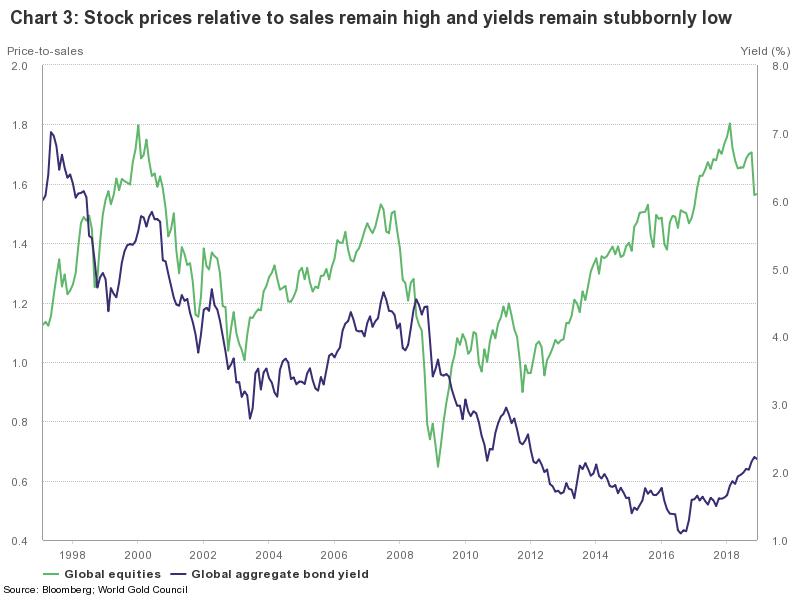 Chart 3: Stock prices relative to sales remain high and yields remain stubbornly low
Price-to-sales Yield (%)
2.0 8.0
1.8 7.0
1.6 6.0
1.4 5.0
1.2 4.0
1.0 3.0
0.8 2.0
0.6 1.0
0.4
1998 2000 2002 2004 2006 2008 2010 2012 2014 2016 2018
Global equities Global aggregate bond yield
Source: Bloomberg; World Gold Council